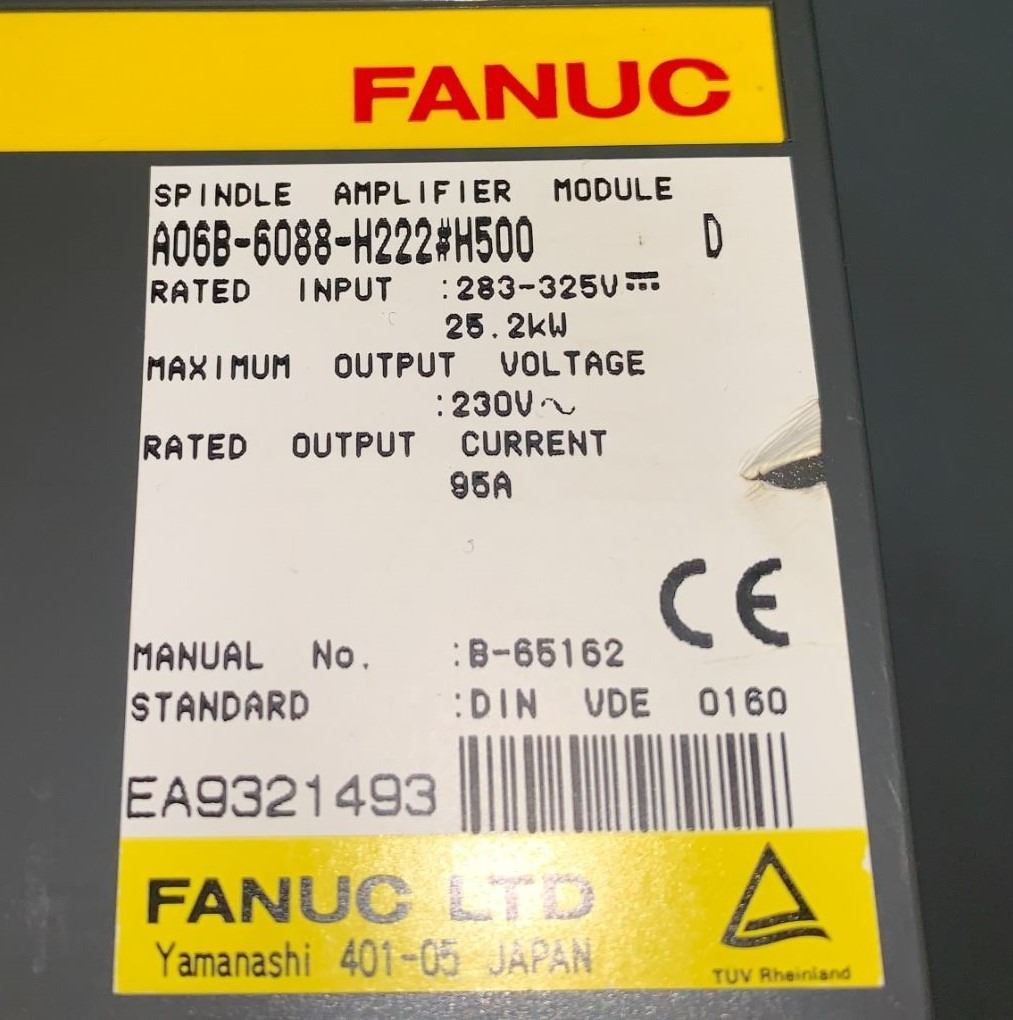 FANUC
SPINDLE AMPLIFIER MODULE
A06B-6088-H222#H500 D
RATED INPUT :283-325V⎓
25.2kW
MAXIMUM OUTPUT VOLTAGE
:230V~
RATED OUTPUT CURRENT
95A
CE
MANUAL No. :B-65162
STANDARD :DIN VDE 0160
EA9321493
FANUC LTD
Yamanashi 401-05 JAPAN
TUV Rheinland